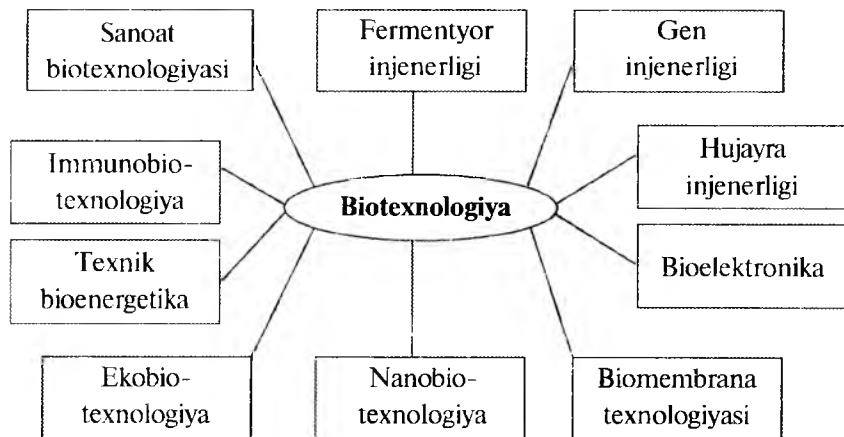 Sanoat
biotexnologiyasi
Fermentyor
injenerligi
Gen
injenerligi
Immunobio-
texnologiya
Hujayra
injenerligi
Biotexnologiya
Texnik
bioenergetika
Bioelektronika
Ekobio-
texnologiya
Nanobio-
texnologiya
Biomembrana
texnologiyasi